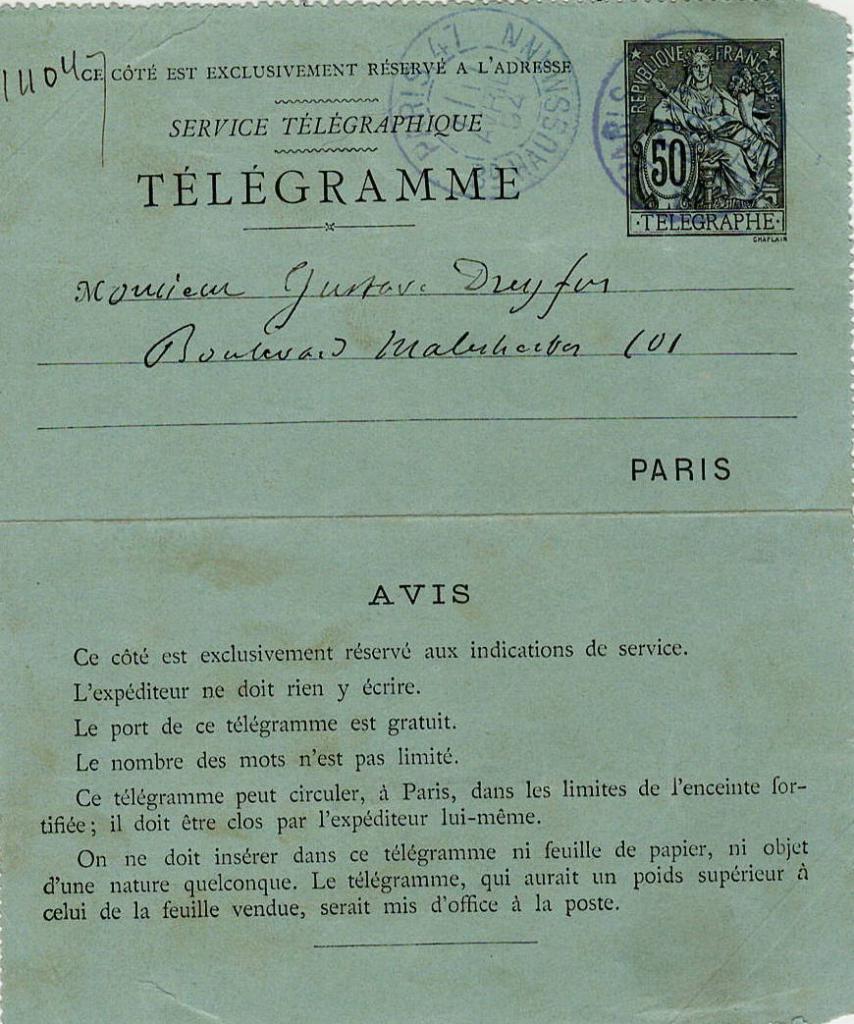 11104
CE CÔTÉ EST EXCLUSIVEMENT RÉSERVÉ A L'ADRESSE
SERVICE TÉLÉGRAPHIQUE
TÉLÉGRAMME
PARIS 47
AVRIL
RÉPUBLIQUE FRANÇAISE
50
TELEGRAPHE
CHAPLAIN
PARIS
Monsieur Gustave Dreyfus
Boulevard Malesherbes 101
PARIS
AVIS
Ce côté est exclusivement réservé aux indications de service.
L'expéditeur ne doit rien y écrire.
Le port de ce télégramme est gratuit.
Le nombre des mots n'est pas limité.
Ce télégramme peut circuler, à Paris, dans les limites de l'enceinte for-
tifiée ; il doit être clos par l'expéditeur lui-même.
On ne doit insérer dans ce télégramme ni feuille de papier, ni objet
d'une nature quelconque. Le télégramme, qui aurait un poids supérieur à
celui de la feuille vendue, serait mis d'office à la poste.